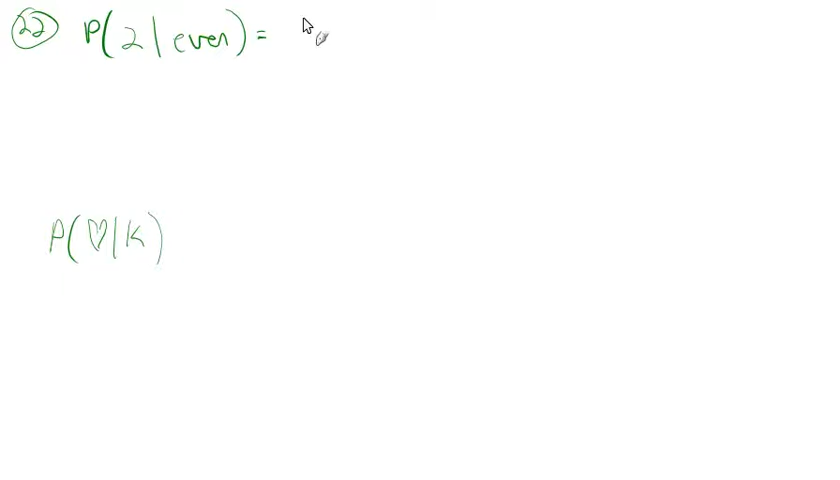 22 P( 2 | even ) =
P( ♡ | K )